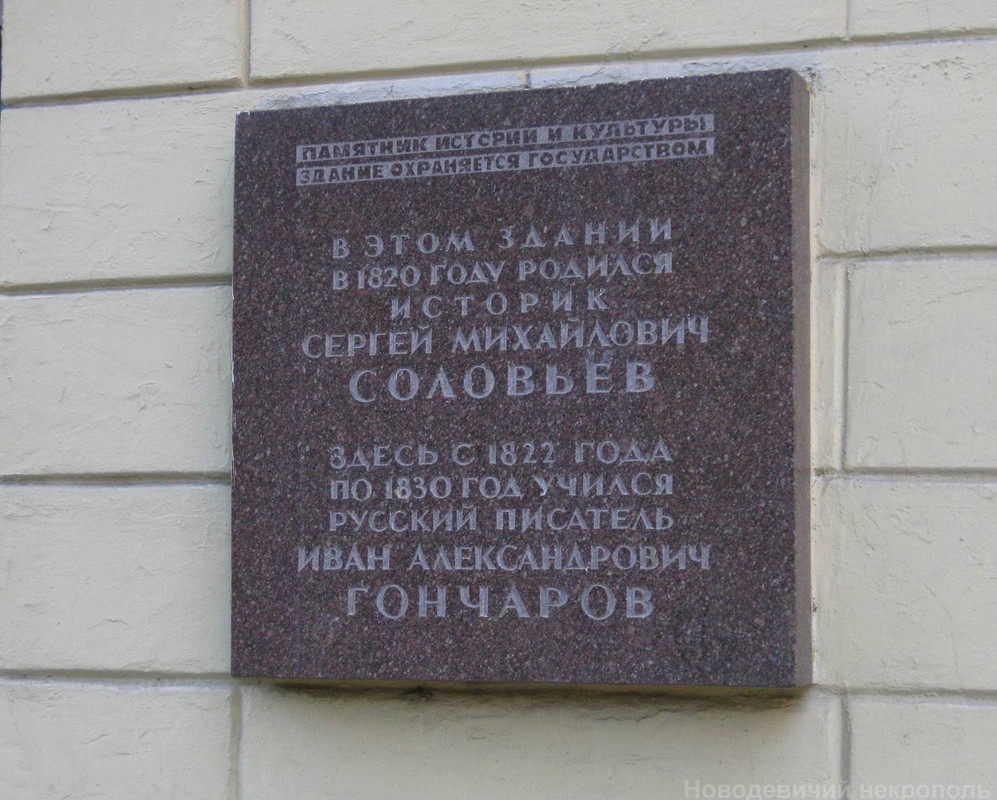 ПАМЯТНИК ИСТОРИИ И КУЛЬТУРЫ
ЗДАНИЕ ОХРАНЯЕТСЯ ГОСУДАРСТВОМ
В ЭТОМ ЗДАНИИ
В 1820 ГОДУ РОДИЛСЯ
ИСТОРИК
СЕРГЕЙ МИХАЙЛОВИЧ
СОЛОВЬЁВ
ЗДЕСЬ С 1822 ГОДА
ПО 1830 ГОД УЧИЛСЯ
РУССКИЙ ПИСАТЕЛЬ
ИВАН АЛЕКСАНДРОВИЧ
ГОНЧАРОВ
Новодевичий некрополь